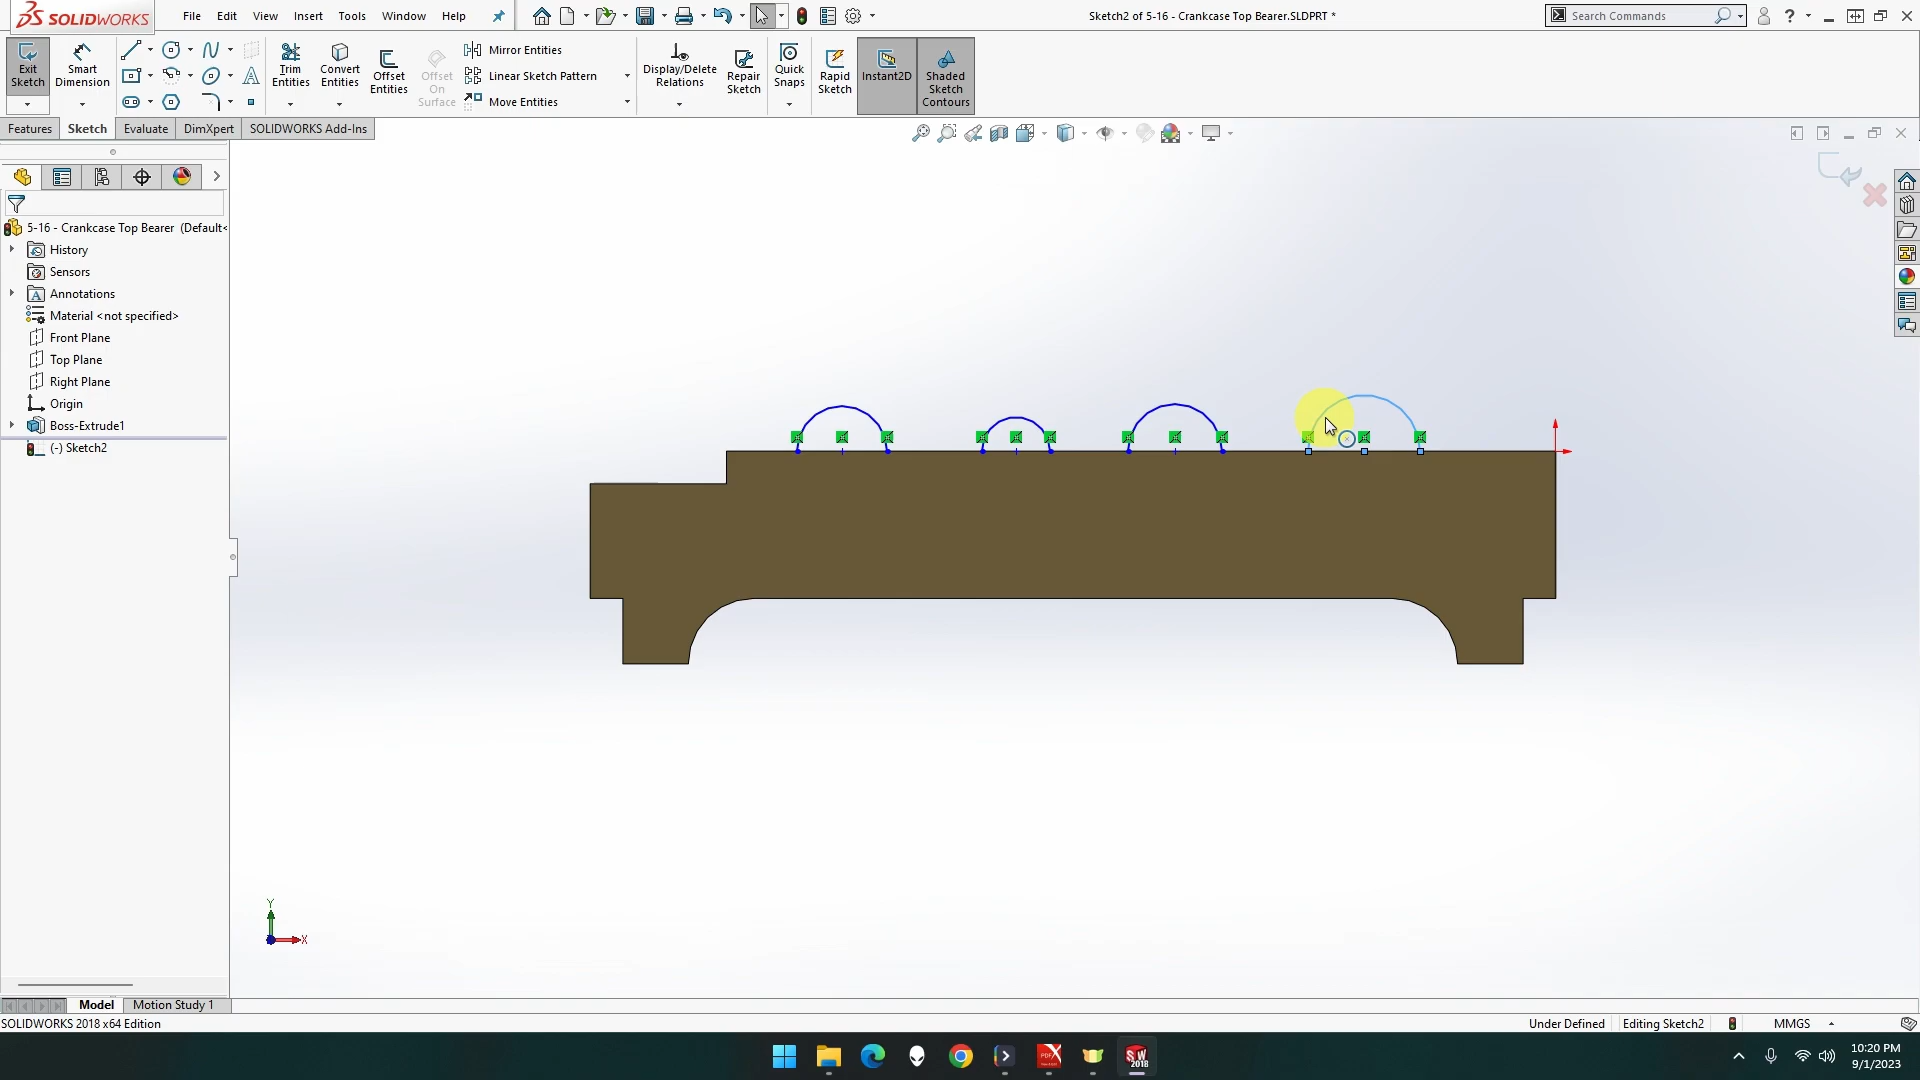 SOLIDWORKS
File Edit View Insert Tools Window Help
Sketch2 of 5-16 - Crankcase Top Bearer.SLDPRT *
Search Commands
Exit Sketch
Smart Dimension
Trim Entities
Convert Entities
Offset Entities
Offset On Surface
Mirror Entities
Linear Sketch Pattern
Move Entities
Display/Delete Relations
Repair Sketch
Quick Snaps
Rapid Sketch
Instant2D
Shaded Sketch Contours
Features Sketch Evaluate DimXpert SOLIDWORKS Add-Ins
5-16 - Crankcase Top Bearer (Default<
History
Sensors
Annotations
Material <not specified>
Front Plane
Top Plane
Right Plane
Origin
Boss-Extrude1
(-) Sketch2
Y
X
Model Motion Study 1
SOLIDWORKS 2018 x64 Edition
Under Defined Editing Sketch2 MMGS
10:20 PM
9/1/2023